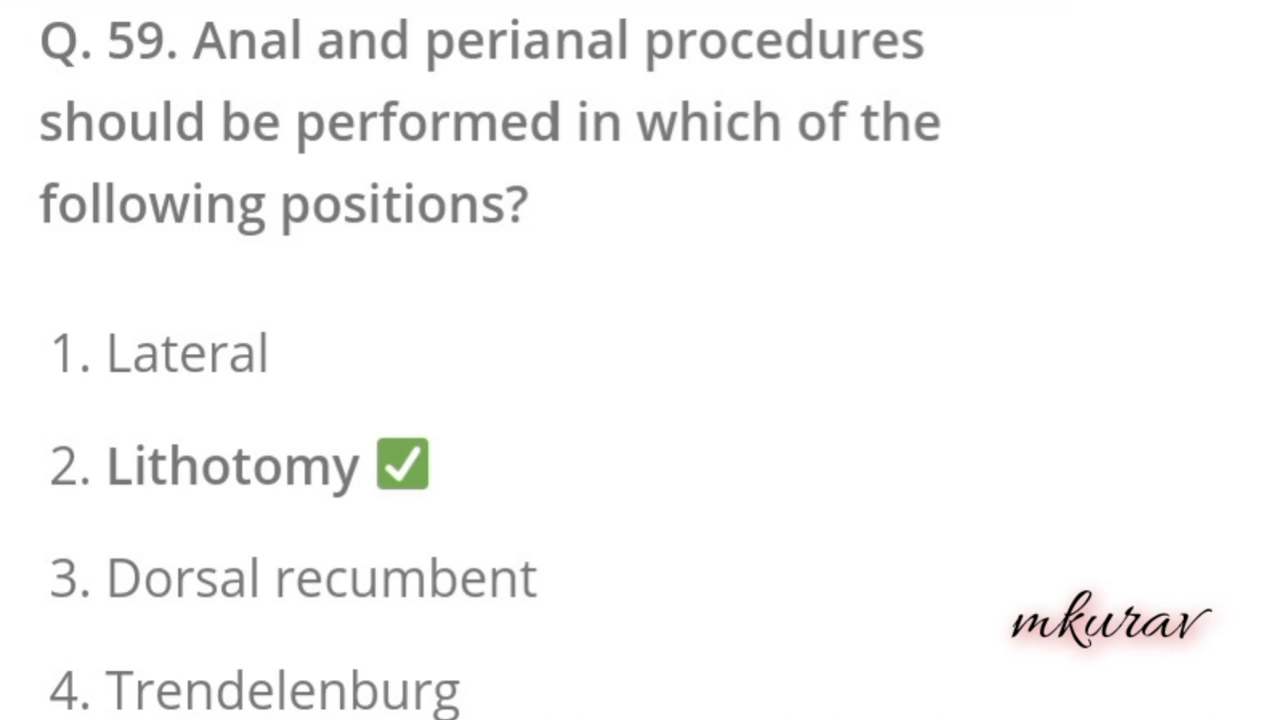 Q. 59. Anal and perianal procedures
should be performed in which of the
following positions?
1. Lateral
2. Lithotomy ✅
3. Dorsal recumbent
4. Trendelenburg
mkurav